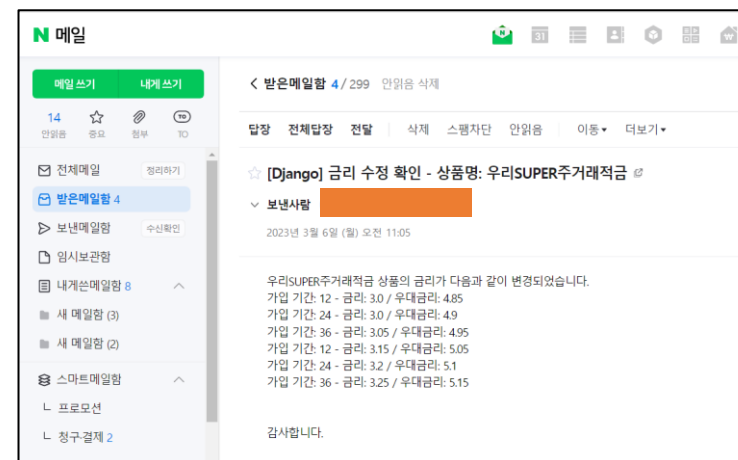 N 메일
31
메일쓰기 내게쓰기
14 TO
안읽음 중요 첨부 TO
전체메일 정리하기
받은메일함 4
보낸메일함 수신확인
임시보관함
내게쓴메일함 8
새 메일함 (3)
새 메일함 (2)
스마트메일함
ㄴ 프로모션
ㄴ 청구·결제 2
< 받은메일함 4 / 299 안읽음 삭제
답장 전체답장 전달 삭제 스팸차단 안읽음 이동▾ 더보기▾
☆ [Django] 금리 수정 확인 - 상품명: 우리SUPER주거래적금
보낸사람
2023년 3월 6일 (월) 오전 11:05
우리SUPER주거래적금 상품의 금리가 다음과 같이 변경되었습니다.
가입 기간: 12 - 금리: 3.0 / 우대금리: 4.85
가입 기간: 24 - 금리: 3.0 / 우대금리: 4.9
가입 기간: 36 - 금리: 3.05 / 우대금리: 4.95
가입 기간: 12 - 금리: 3.15 / 우대금리: 5.05
가입 기간: 24 - 금리: 3.2 / 우대금리: 5.1
가입 기간: 36 - 금리: 3.25 / 우대금리: 5.15
감사합니다.